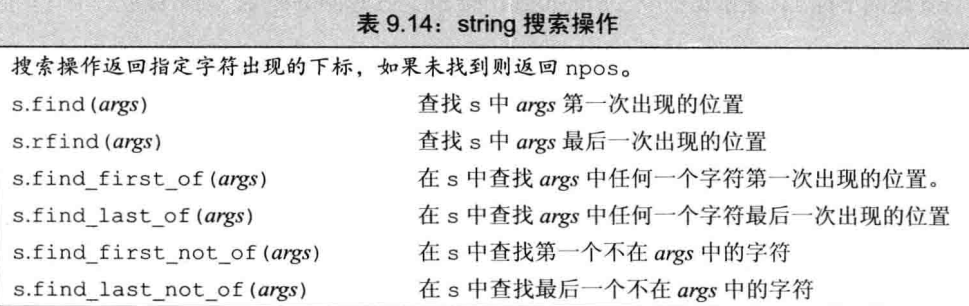 表 9.14：string 搜索操作
搜索操作返回指定字符出现的下标，如果未找到则返回 npos。
s.find(args) 查找 s 中 args 第一次出现的位置
s.rfind(args) 查找 s 中 args 最后一次出现的位置
s.find_first_of(args) 在 s 中查找 args 中任何一个字符第一次出现的位置。
s.find_last_of(args) 在 s 中查找 args 中任何一个字符最后一次出现的位置
s.find_first_not_of(args) 在 s 中查找第一个不在 args 中的字符
s.find_last_not_of(args) 在 s 中查找最后一个不在 args 中的字符